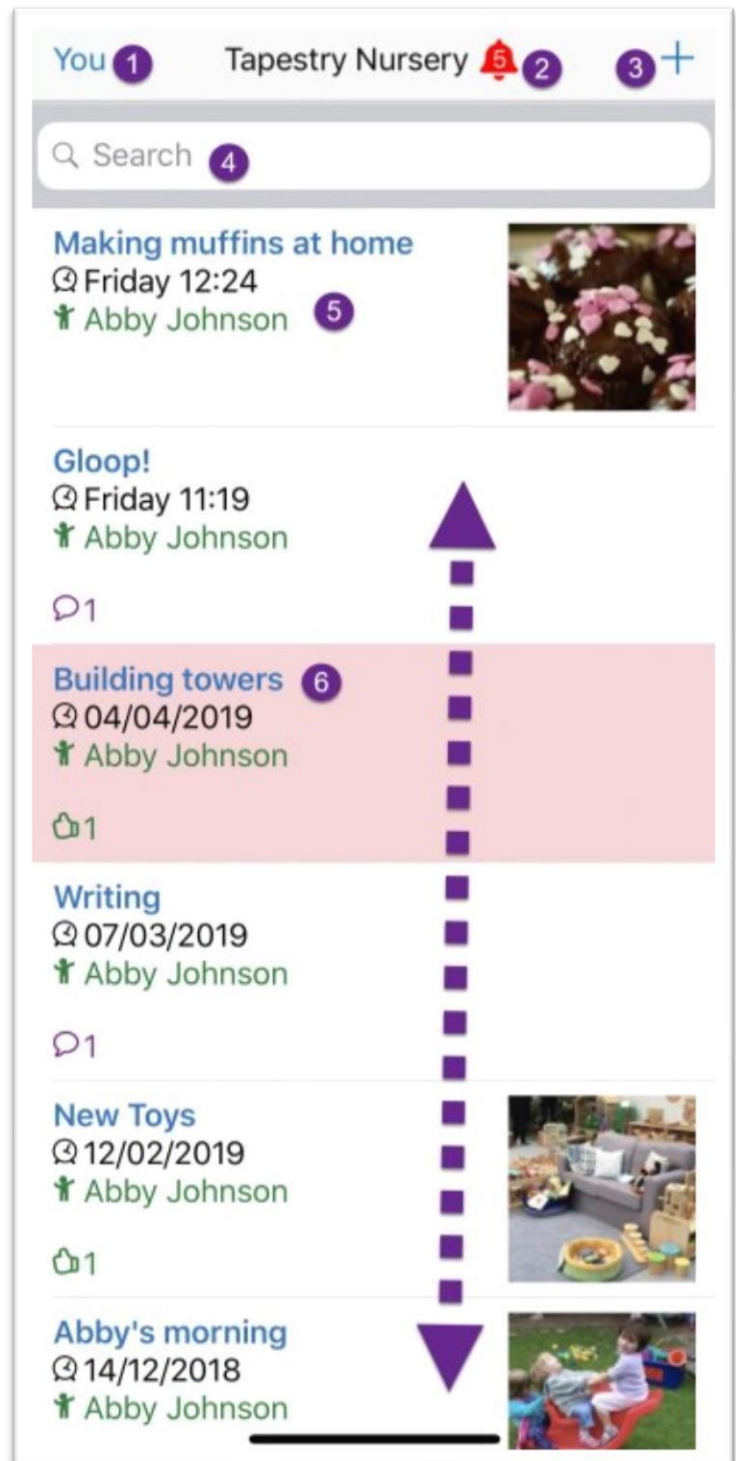 You 1 Tapestry Nursery 5 2 3 +
Search 4
Making muffins at home
Friday 12:24
Abby Johnson 5
Gloop!
Friday 11:19
Abby Johnson
1
Building towers 6
04/04/2019
Abby Johnson
1
Writing
07/03/2019
Abby Johnson
1
New Toys
12/02/2019
Abby Johnson
1
Abby's morning
14/12/2018
Abby Johnson